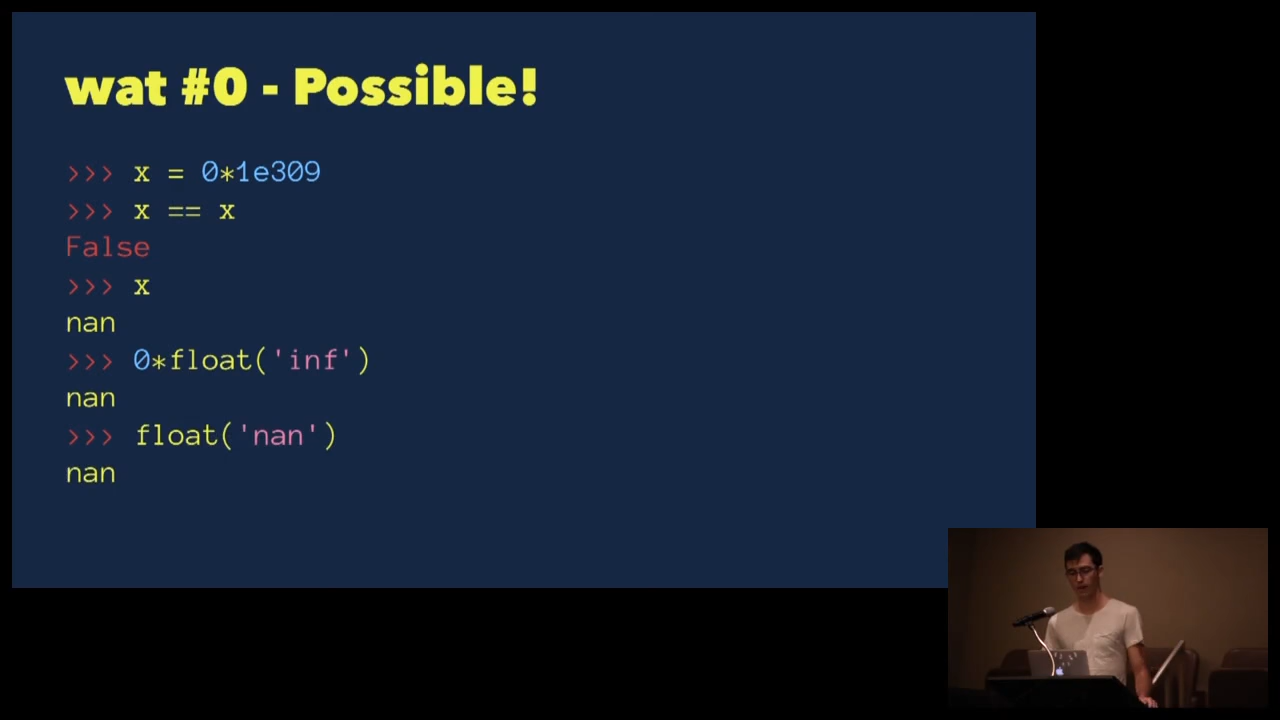 wat #0 - Possible!
>>> x = 0*1e309
>>> x == x
False
>>> x
nan
>>> 0*float('inf')
nan
>>> float('nan')
nan